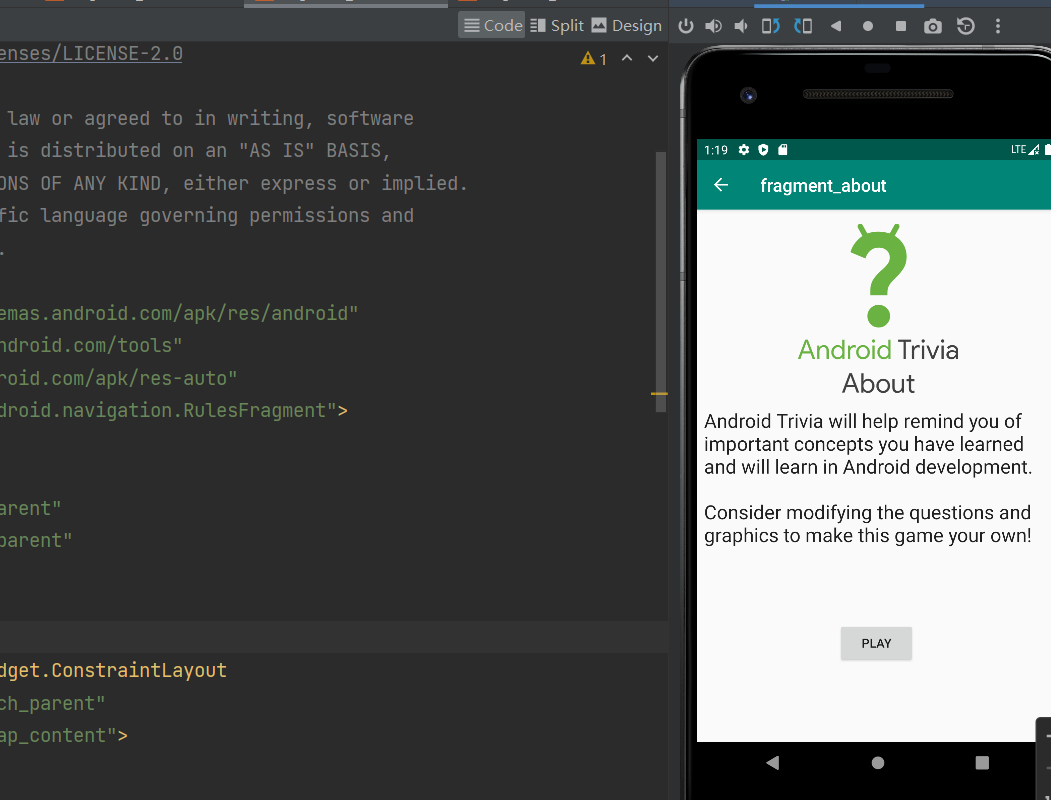 Code Split Design
enses/LICENSE-2.0
1
law or agreed to in writing, software
is distributed on an "AS IS" BASIS,
ONS OF ANY KIND, either express or implied.
fic language governing permissions and
.
emas.android.com/apk/res/android"
ndroid.com/tools"
roid.com/apk/res-auto"
droid.navigation.RulesFragment">
arent"
parent"
dget.ConstraintLayout
ch_parent"
ap_content">
1:19 LTE
fragment_about
Android Trivia
About
Android Trivia will help remind you of
important concepts you have learned
and will learn in Android development.
Consider modifying the questions and
graphics to make this game your own!
PLAY